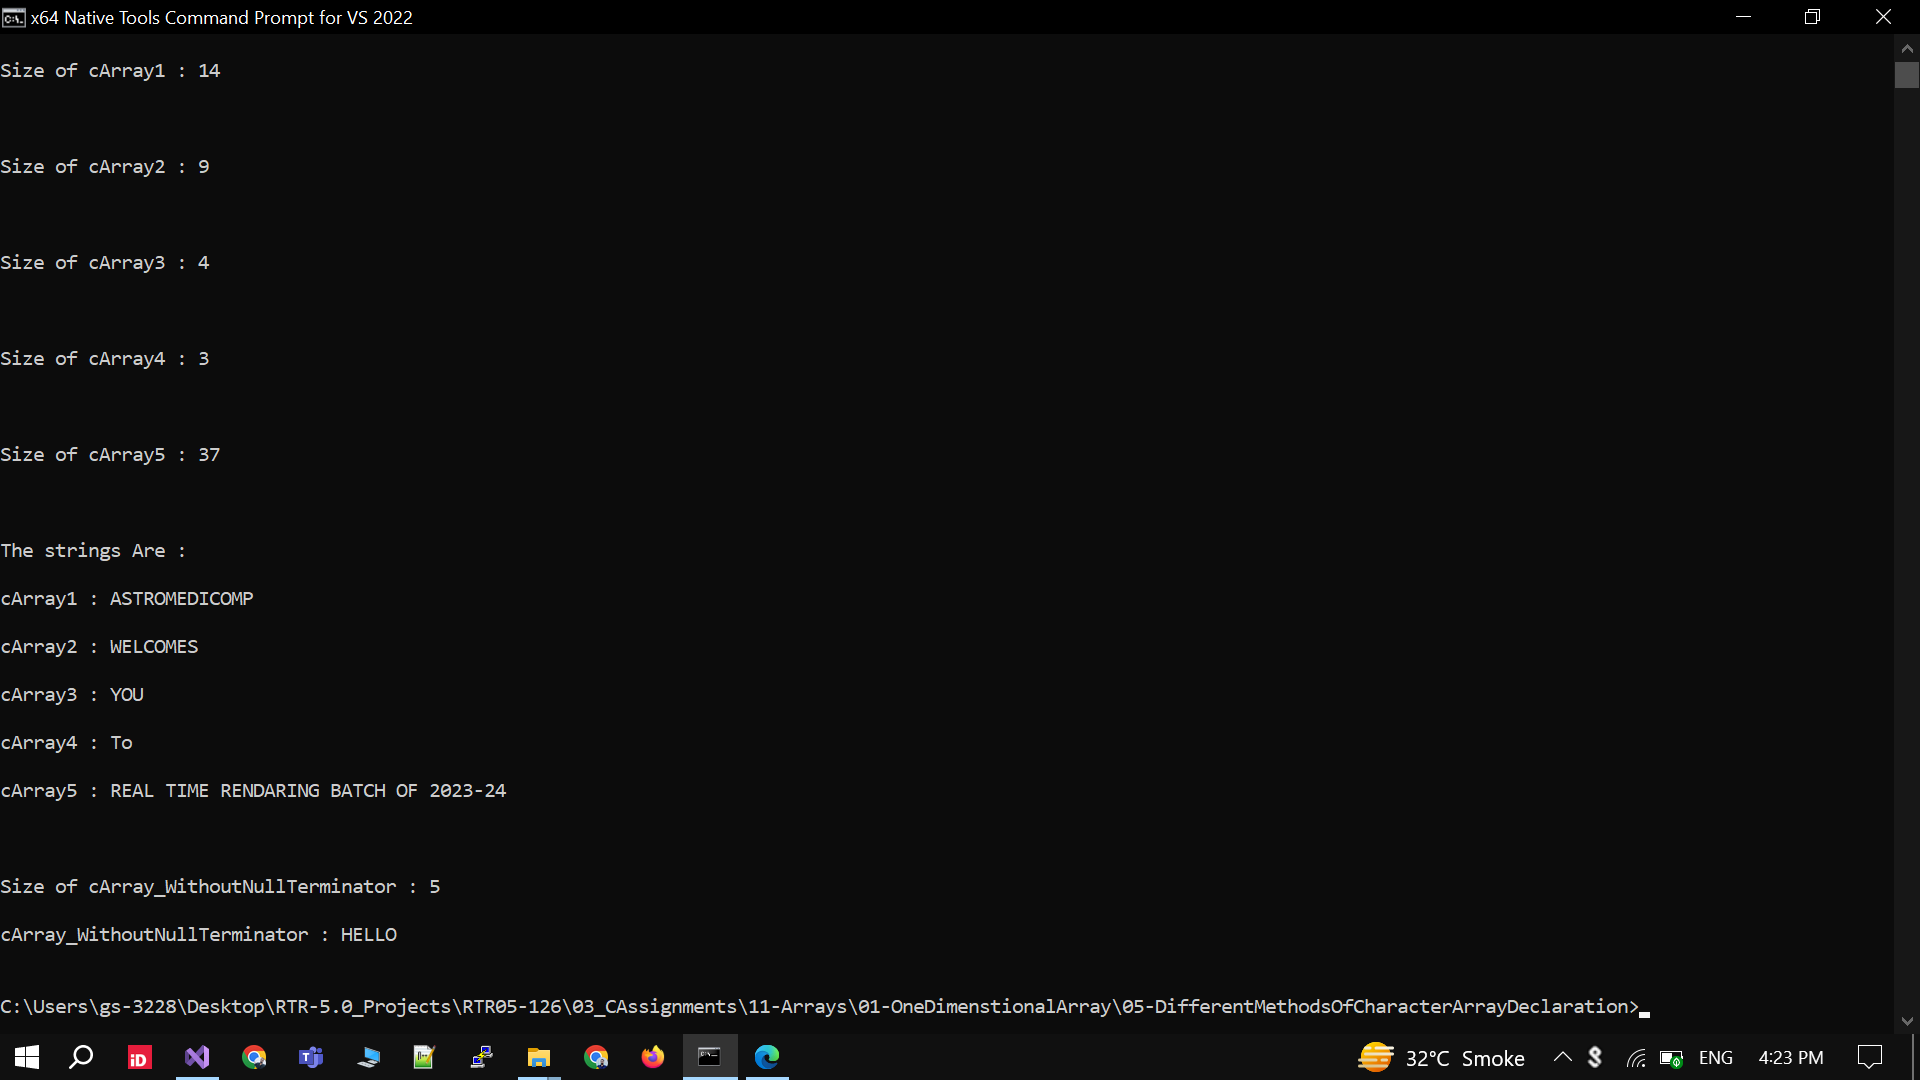 x64 Native Tools Command Prompt for VS 2022
Size of cArray1 : 14
Size of cArray2 : 9
Size of cArray3 : 4
Size of cArray4 : 3
Size of cArray5 : 37
The strings Are :
cArray1 : ASTROMEDICOMP
cArray2 : WELCOMES
cArray3 : YOU
cArray4 : To
cArray5 : REAL TIME RENDARING BATCH OF 2023-24
Size of cArray_WithoutNullTerminator : 5
cArray_WithoutNullTerminator : HELLO
C:\Users\gs-3228\Desktop\RTR-5.0_Projects\RTR05-126\03_CAssignments\11-Arrays\01-OneDimenstionalArray\05-DifferentMethodsOfCharacterArrayDeclaration>
iD 32°C Smoke ENG 4:23 PM